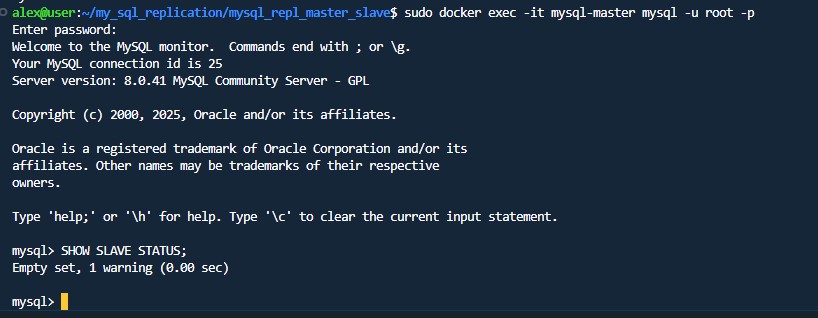 alex@user:~/my_sql_replication/mysql_repl_master_slave$ sudo docker exec -it mysql-master mysql -u root -p
Enter password:
Welcome to the MySQL monitor.  Commands end with ; or \g.
Your MySQL connection id is 25
Server version: 8.0.41 MySQL Community Server - GPL
Copyright (c) 2000, 2025, Oracle and/or its affiliates.
Oracle is a registered trademark of Oracle Corporation and/or its
affiliates. Other names may be trademarks of their respective
owners.
Type 'help;' or '\h' for help. Type '\c' to clear the current input statement.
mysql> SHOW SLAVE STATUS;
Empty set, 1 warning (0.00 sec)
mysql>